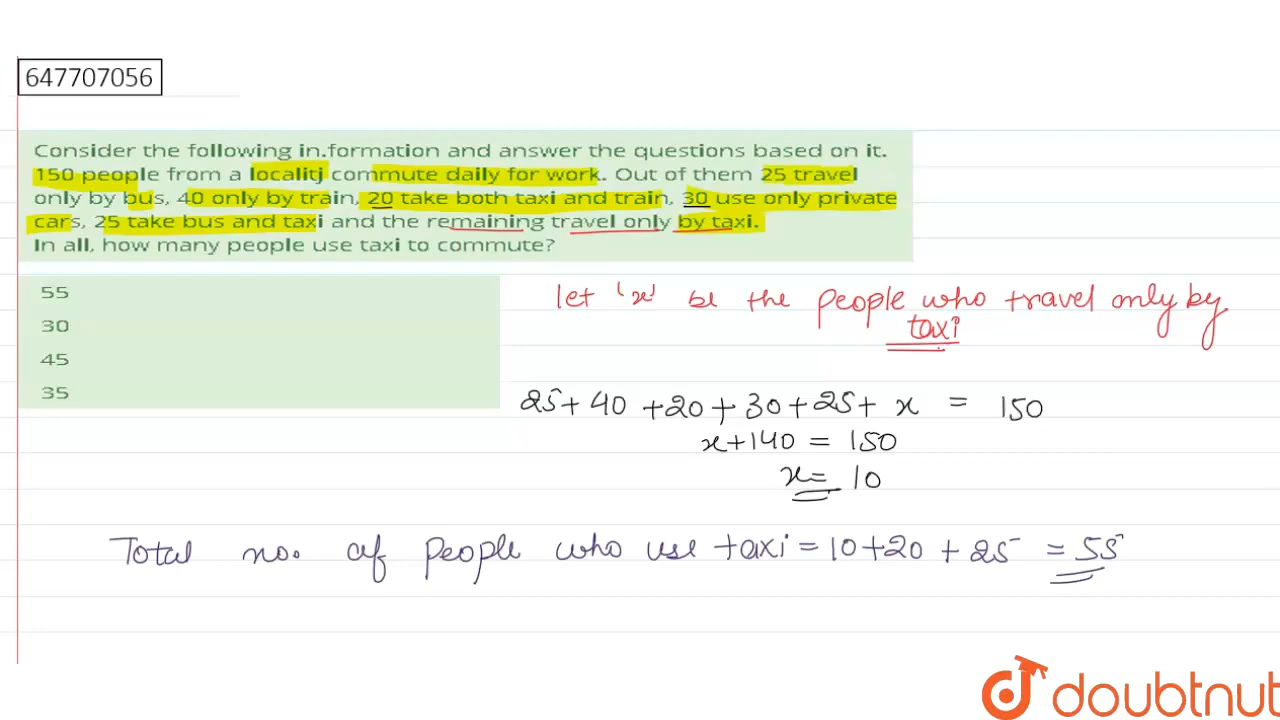 647707056
Consider the following in.formation and answer the questions based on it.
150 people from a localitj commute daily for work. Out of them 25 travel
only by bus, 40 only by train, 20 take both taxi and train, 30 use only private
cars, 25 take bus and taxi and the remaining travel only by taxi.
In all, how many people use taxi to commute?
55
30
45
35
let 'x' be the people who travel only by
taxi
25 + 40 + 20 + 30 + 25 + x = 150
x + 140 = 150
x = 10
Total no. of people who use taxi = 10 + 20 + 25 = 55
doubtnut